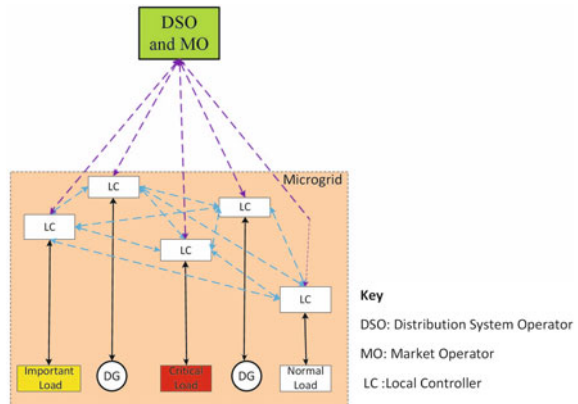 DSO
and MO
Microgrid
LC
LC
LC
LC
LC
Key
DSO: Distribution System Operator
MO: Market Operator
LC :Local Controller
Important
Load
DG
Critical
Load
DG
Normal
Load